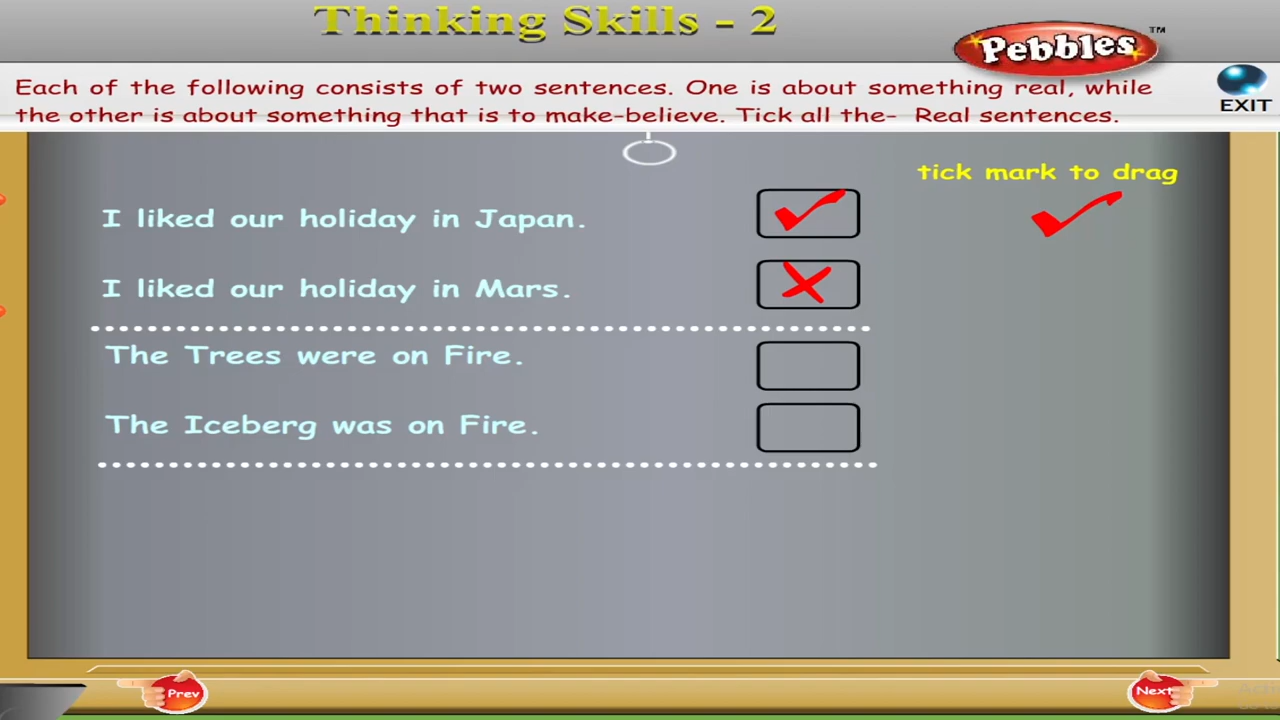 Thinking Skills - 2
Pebbles™
Each of the following consists of two sentences. One is about something real, while
the other is about something that is to make-believe. Tick all the- Real sentences.
EXIT
tick mark to drag
I liked our holiday in Japan.
I liked our holiday in Mars.
The Trees were on Fire.
The Iceberg was on Fire.
Prev
Next